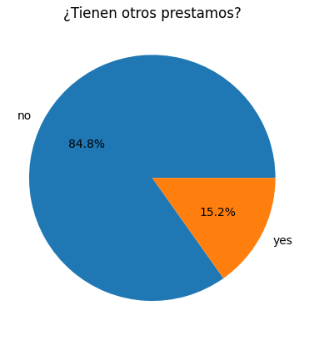 ¿Tienen otros prestamos?
no
84.8%
15.2%
yes